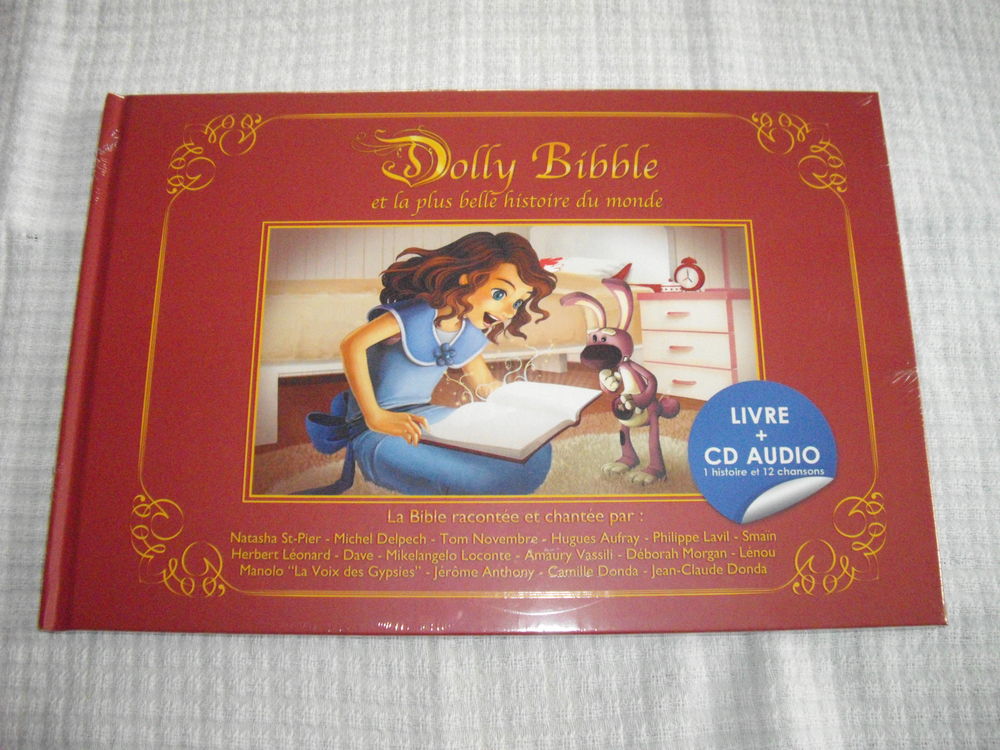 Dolly Bibble
et la plus belle histoire du monde
LIVRE
+
CD AUDIO
1 histoire et 12 chansons
La Bible racontée et chantée par :
Natasha St-Pier - Michel Delpech - Tom Novembre - Hugues Aufray - Philippe Lavil - Smain
Herbert Léonard - Dave - Mikelangelo Loconte - Amaury Vassili - Déborah Morgan - Lénou
Manolo "La Voix des Gypsies" - Jérôme Anthony - Camille Donda - Jean-Claude Donda